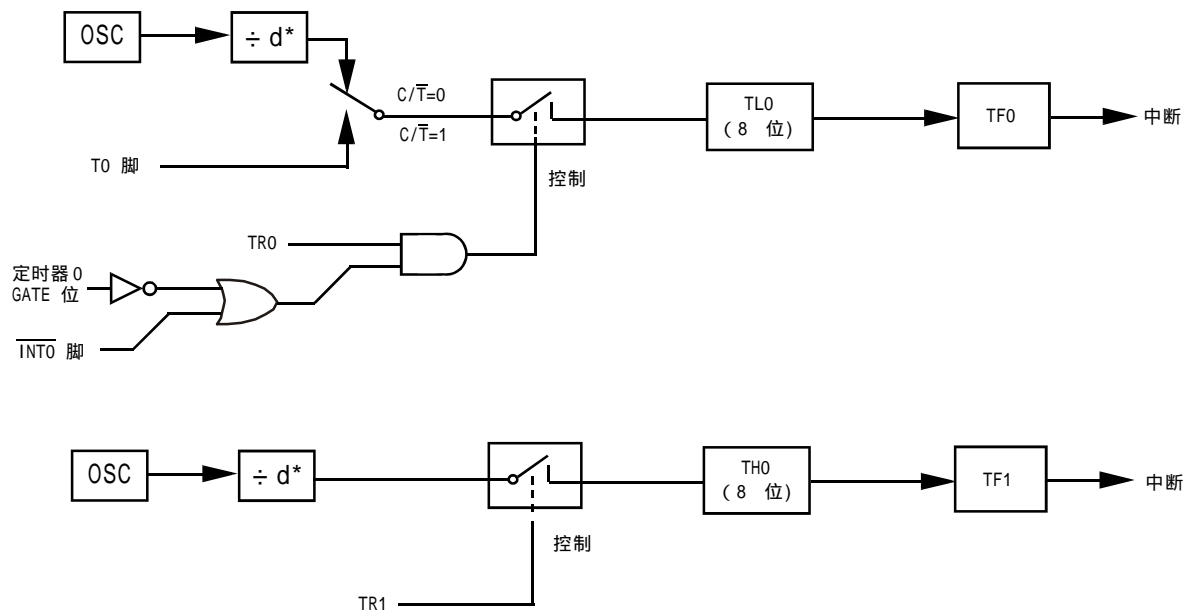 OSC
÷ d*
C/T̅=0
C/T̅=1
T0 脚
控制
TL0
(8 位)
TF0
中断
TR0
定时器0
GATE 位
I̅N̅T̅0̅ 脚
OSC
÷ d*
控制
TR1
TH0
(8 位)
TF1
中断